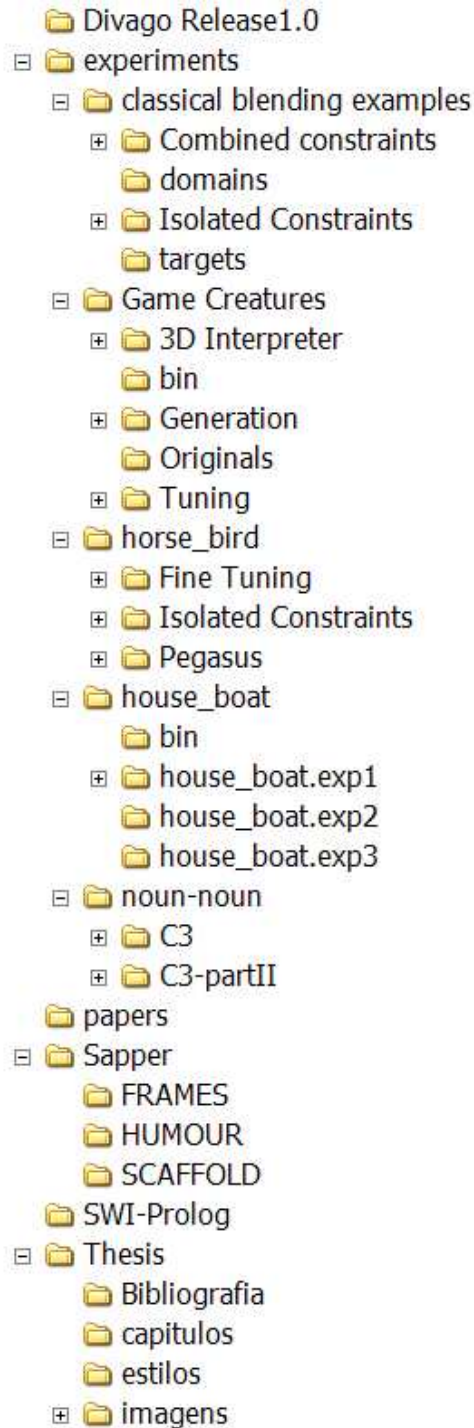 Divago Release1.0
experiments
classical blending examples
Combined constraints
domains
Isolated Constraints
targets
Game Creatures
3D Interpreter
bin
Generation
Originals
Tuning
horse_bird
Fine Tuning
Isolated Constraints
Pegasus
house_boat
bin
house_boat.exp1
house_boat.exp2
house_boat.exp3
noun-noun
C3
C3-partII
papers
Sapper
FRAMES
HUMOUR
SCAFFOLD
SWI-Prolog
Thesis
Bibliografia
capitulos
estilos
imagens